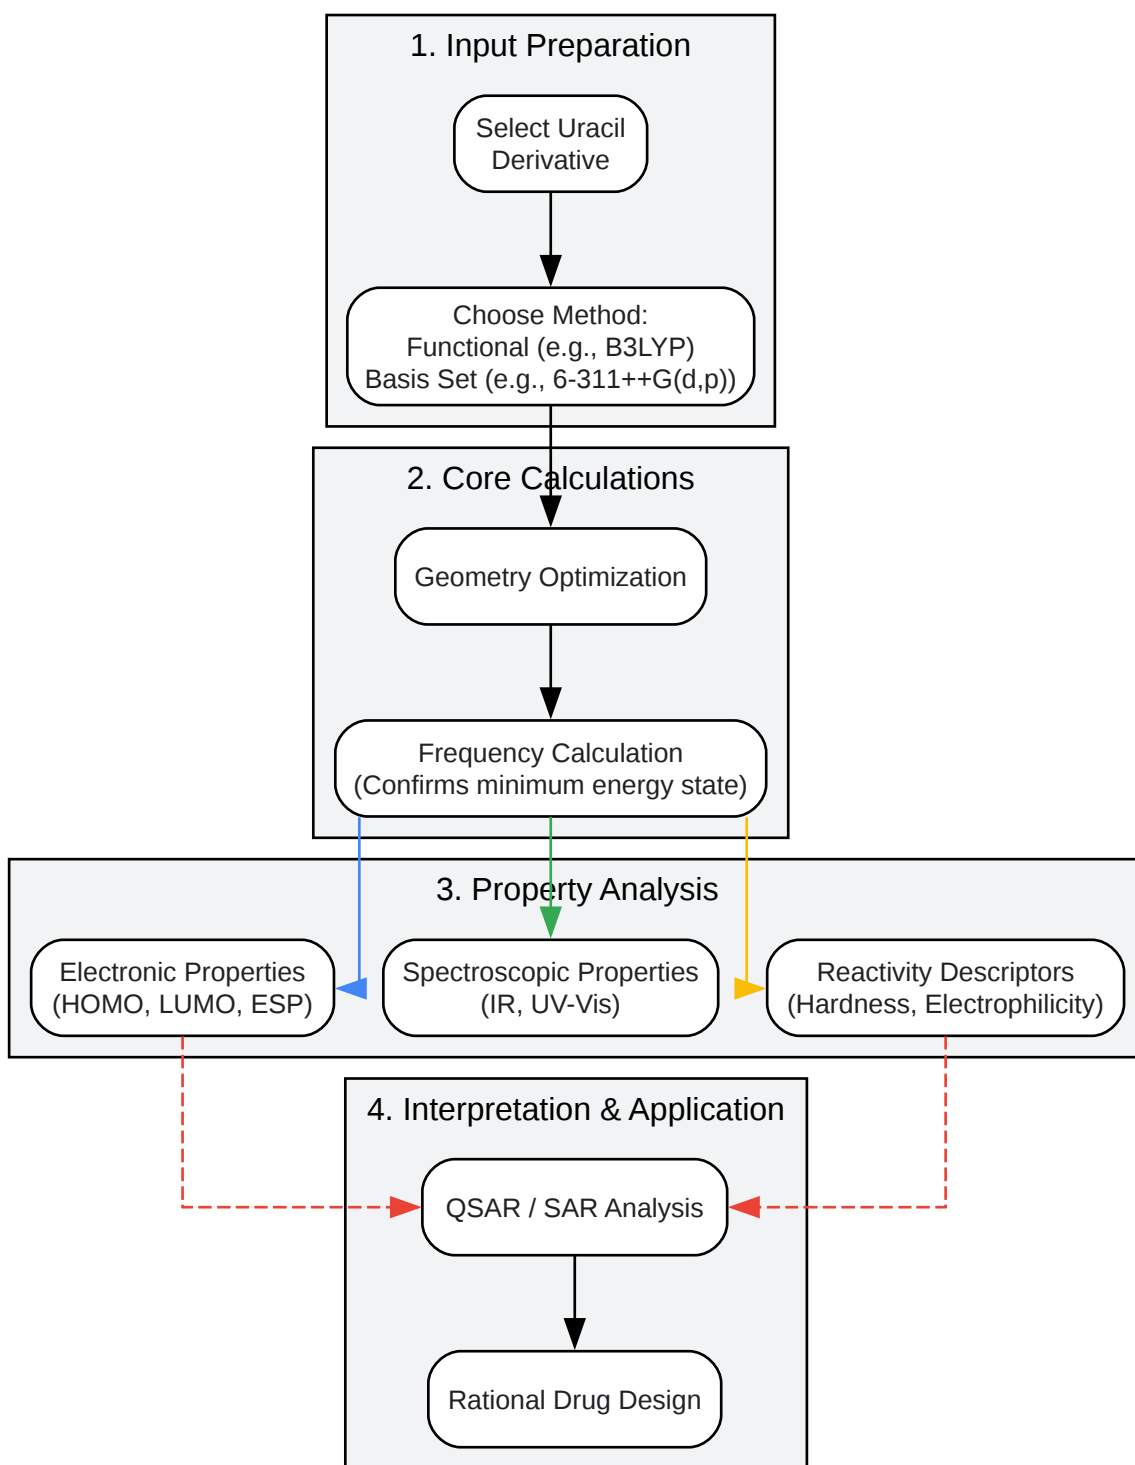 1. Input Preparation
Select Uracil
Derivative
Choose Method:
Functional (e.g., B3LYP)
Basis Set (e.g., 6-311++G(d,p))
2. Core Calculations
Geometry Optimization
Frequency Calculation
(Confirms minimum energy state)
3. Property Analysis
Electronic Properties
(HOMO, LUMO, ESP)
Spectroscopic Properties
(IR, UV-Vis)
Reactivity Descriptors
(Hardness, Electrophilicity)
4. Interpretation & Application
QSAR / SAR Analysis
Rational Drug Design